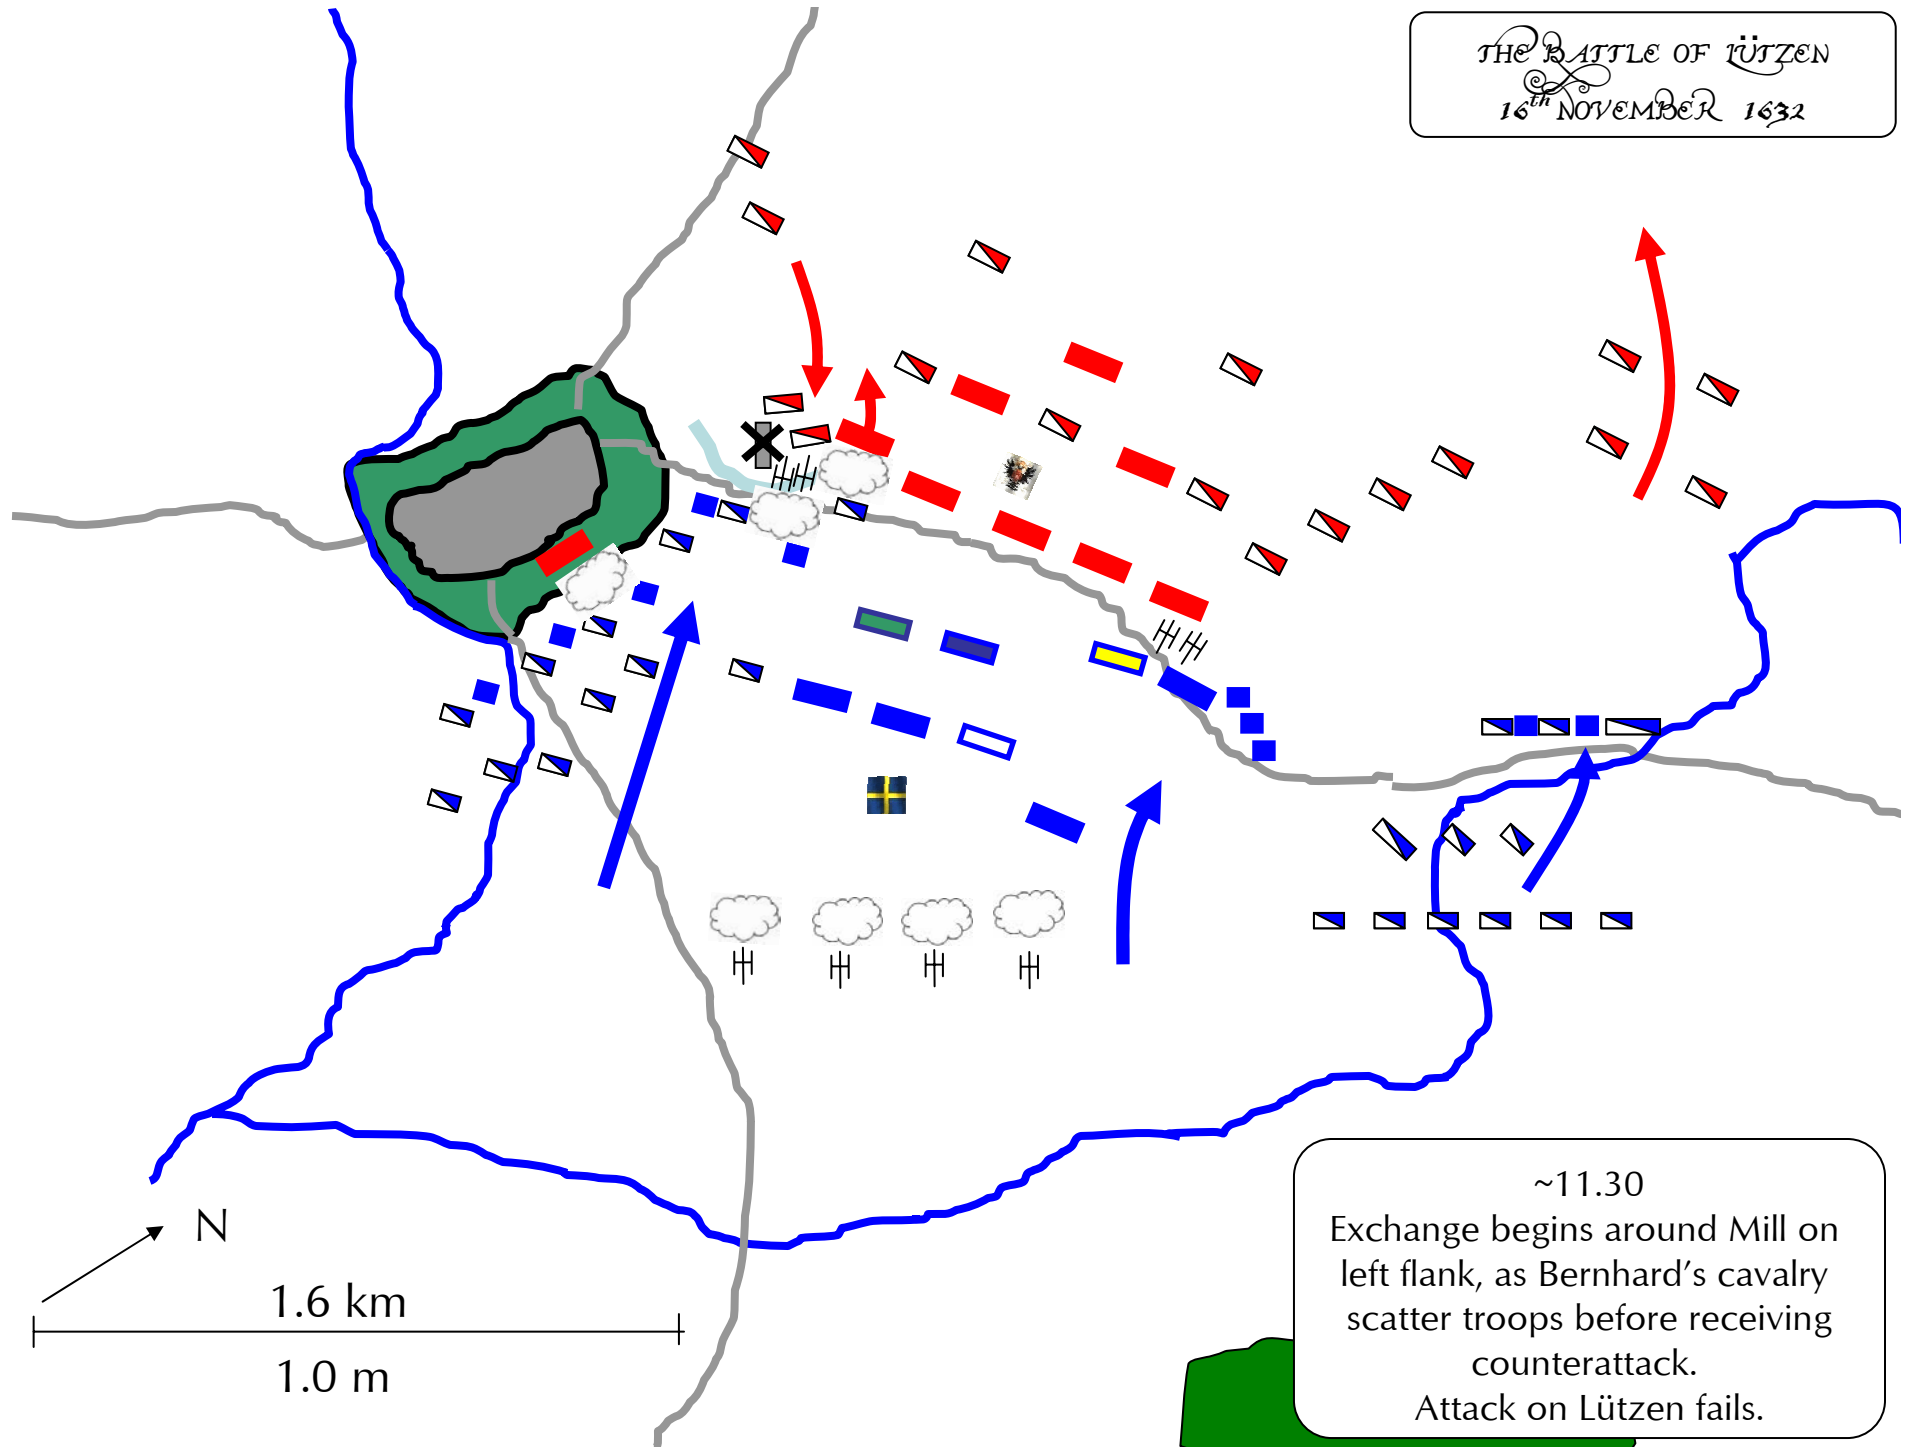 THE BATTLE OF LÜTZEN
16th NOVEMBER 1632
N
1.6 km
1.0 m
~11.30
Exchange begins around Mill on
left flank, as Bernhard's cavalry
scatter troops before receiving
counterattack.
Attack on Lützen fails.